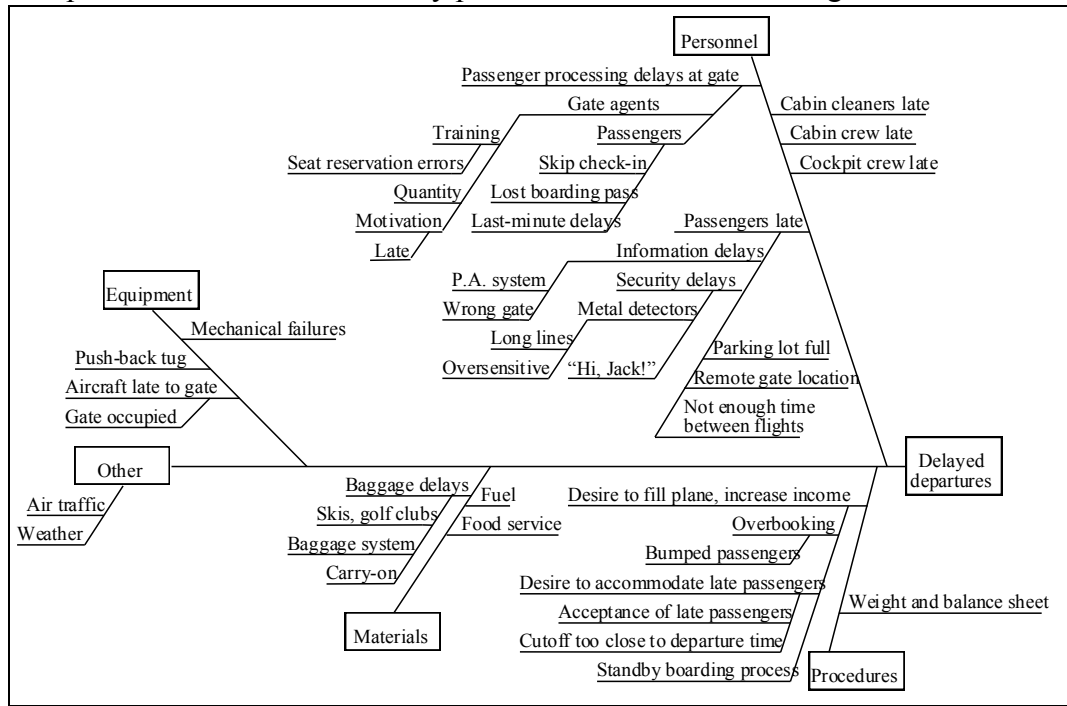 Personnel
Passenger processing delays at gate
Gate agents
Cabin cleaners late
Training
Passengers
Cabin crew late
Seat reservation errors
Skip check-in
Cockpit crew late
Quantity
Lost boarding pass
Motivation
Last-minute delays
Passengers late
Late
Information delays
P.A. system
Security delays
Equipment
Wrong gate
Metal detectors
Mechanical failures
Long lines
Parking lot full
Push-back tug
Oversensitive
“Hi, Jack!”
Remote gate location
Aircraft late to gate
Gate occupied
Not enough time
between flights
Other
Delayed
departures
Baggage delays
Fuel
Desire to fill plane, increase income
Air traffic
Skis, golf clubs
Food service
Overbooking
Weather
Baggage system
Bumped passengers
Carry-on
Desire to accommodate late passengers
Acceptance of late passengers
Weight and balance sheet
Materials
Cutoff too close to departure time
Standby boarding process
Procedures